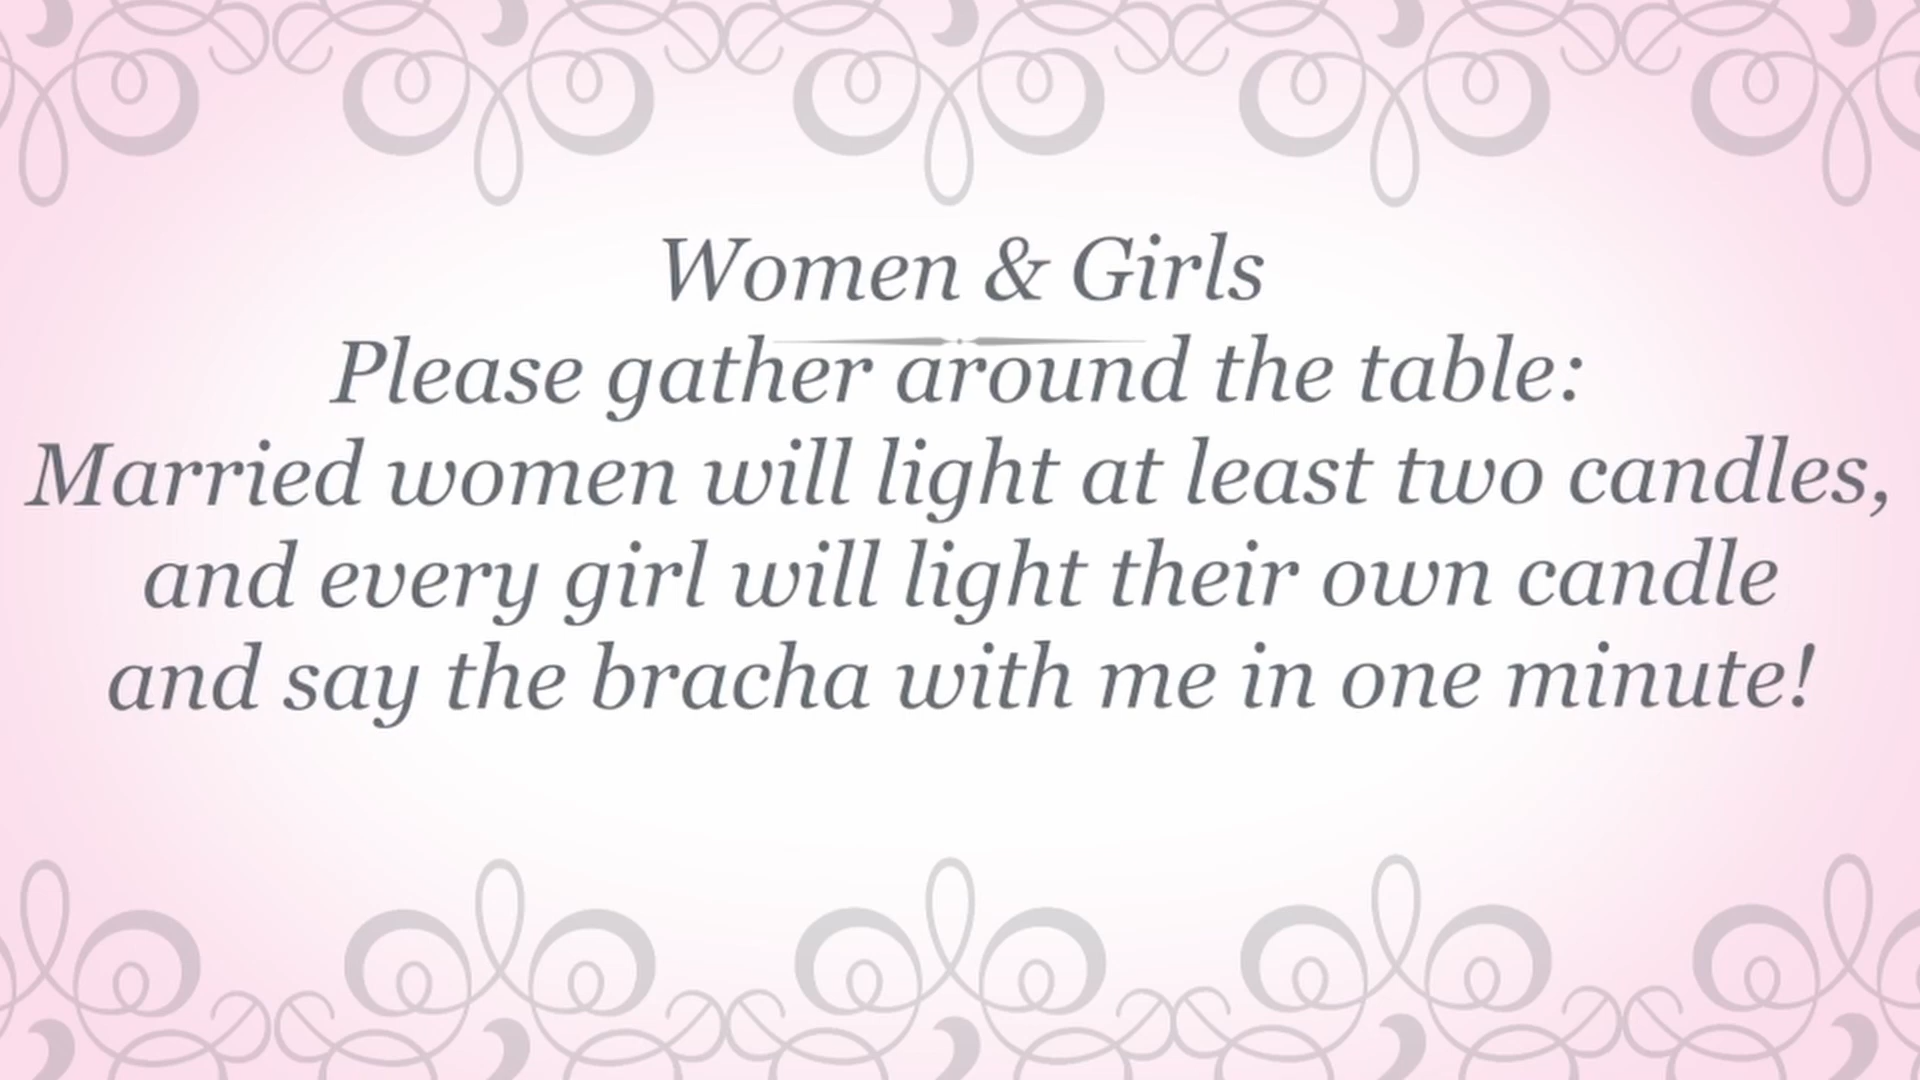 Women & Girls
Please gather around the table:
Married women will light at least two candles,
and every girl will light their own candle
and say the bracha with me in one minute!